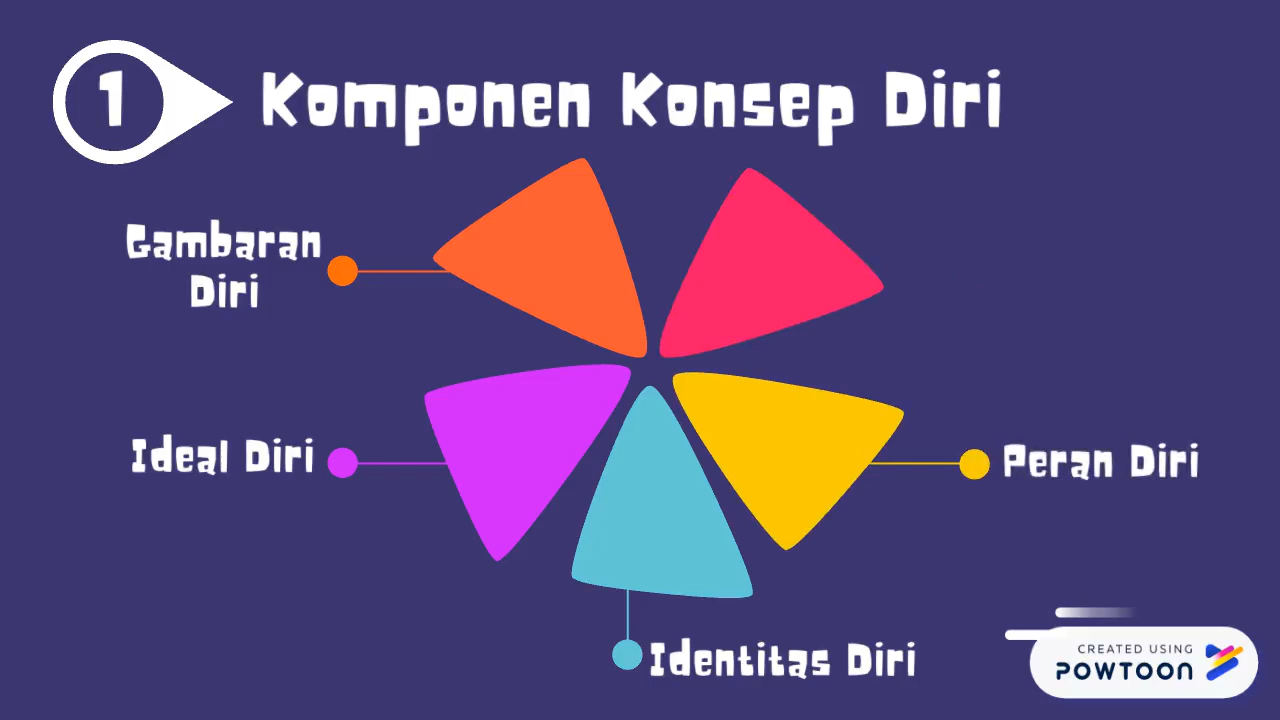 1
Komponen Konsep Diri
Gambaran
Diri
Ideal Diri
Peran Diri
Identitas Diri
CREATED USING
POWTOON